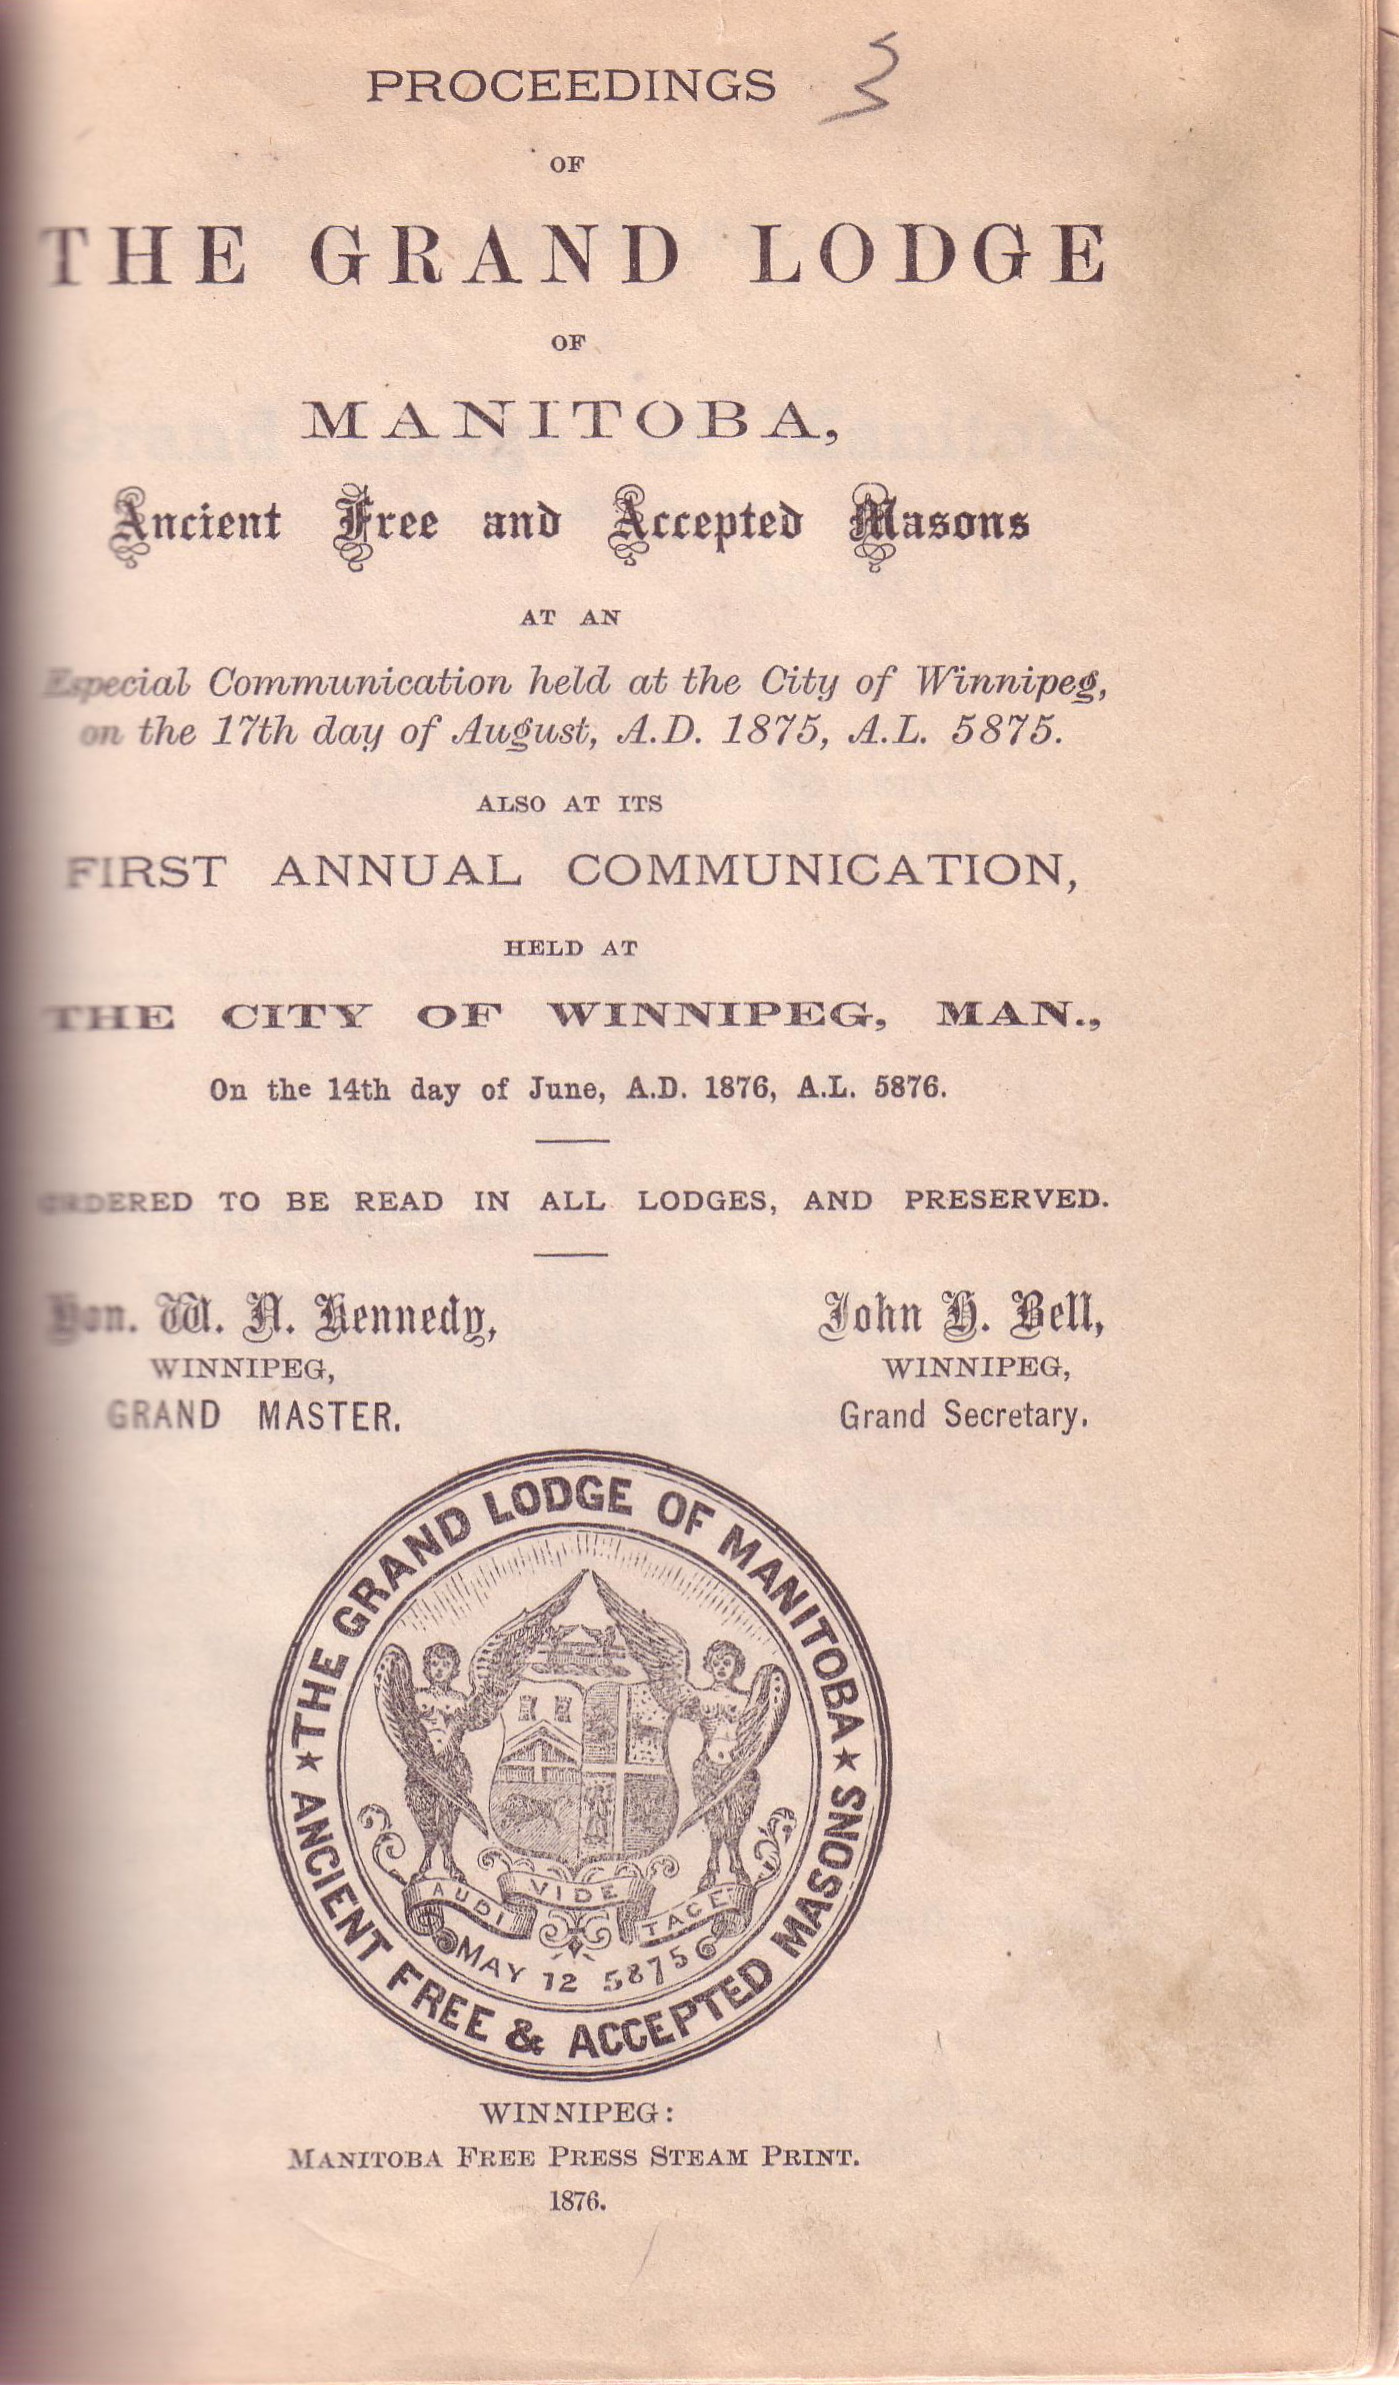 PROCEEDINGS 3
OF
THE GRAND LODGE
OF
MANITOBA,
Ancient Free and Accepted Masons
AT AN
Especial Communication held at the City of Winnipeg,
on the 17th day of August, A.D. 1875, A.L. 5875.
ALSO AT ITS
FIRST ANNUAL COMMUNICATION,
HELD AT
THE CITY OF WINNIPEG, MAN.,
On the 14th day of June, A.D. 1876, A.L. 5876.
ORDERED TO BE READ IN ALL LODGES, AND PRESERVED.
Hon. W. N. Kennedy,
WINNIPEG,
GRAND MASTER.
John H. Bell,
WINNIPEG,
Grand Secretary.
★ THE GRAND LODGE OF MANITOBA ★
ANCIENT FREE & ACCEPTED MASONS
AUDI VIDE TACE
MAY 12 5875
WINNIPEG:
MANITOBA FREE PRESS STEAM PRINT.
1876.